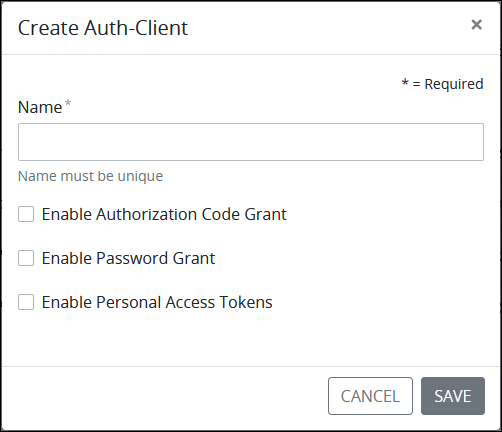 Create Auth-Client ×
* = Required
Name*
Name must be unique
Enable Authorization Code Grant
Enable Password Grant
Enable Personal Access Tokens
CANCEL SAVE